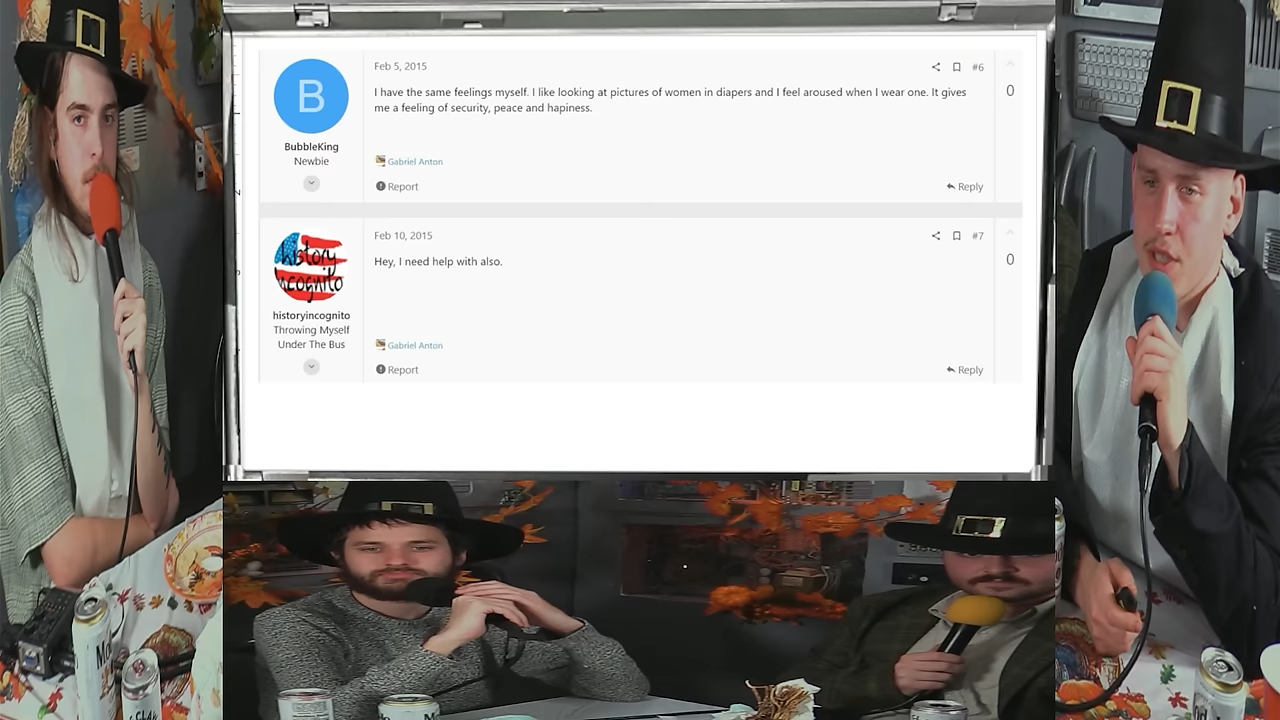 B
BubbleKing
Newbie
Feb 5, 2015
#6
I have the same feelings myself. I like looking at pictures of women in diapers and I feel aroused when I wear one. It gives
me a feeling of security, peace and hapiness.
0
Gabriel Anton
Report
Reply
history
incognito
historyincognito
Throwing Myself
Under The Bus
Feb 10, 2015
#7
Hey, I need help with also.
0
Gabriel Anton
Report
Reply